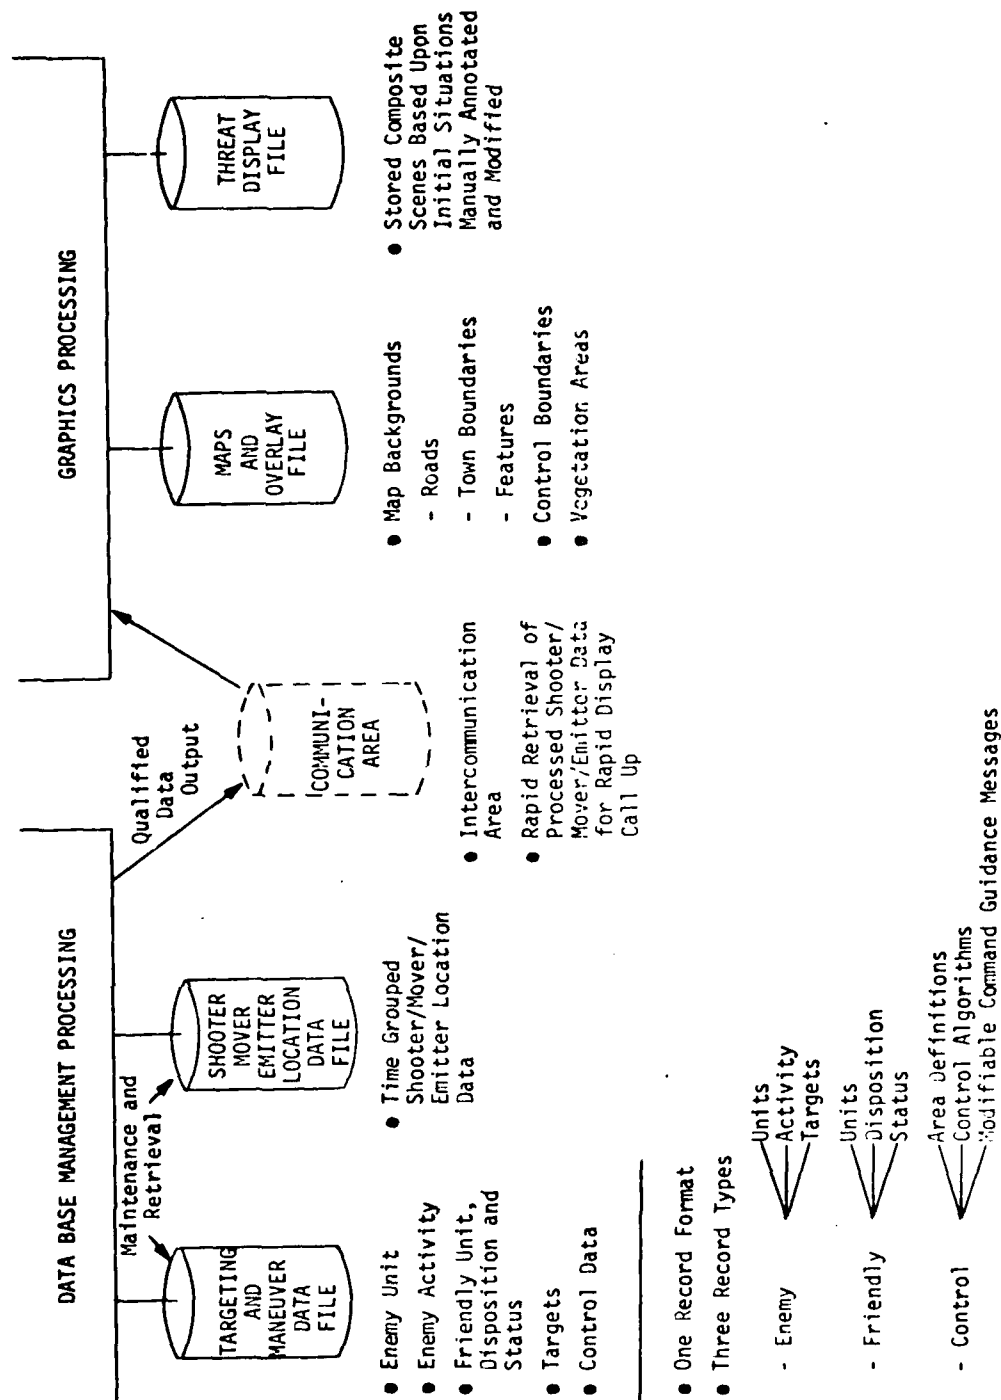 DATA BASE MANAGEMENT PROCESSING
Maintenance and
Retrieval
TARGETING
AND
MANEUVER
DATA
FILE
● Enemy Unit
● Enemy Activity
● Friendly Unit,
Disposition and
Status
● Targets
● Control Data
SHOOTER
MOVER
EMITTER
LOCATION
DATA
FILE
● Time Grouped
Shooter/Mover/
Emitter Location
Data
Qualified
Data
Output
COMMUNI-
CATION
AREA
● Intercommunication
Area
● Rapid Retrieval of
Processed Shooter/
Mover/Emitter Data
for Rapid Display
Call Up
GRAPHICS PROCESSING
MAPS
AND
OVERLAY
FILE
● Map Backgrounds
- Roads
- Town Boundaries
- Features
● Control Boundaries
● Vegetation Areas
THREAT
DISPLAY
FILE
● Stored Composite
Scenes Based Upon
Initial Situations
Manually Annotated
and Modified
● One Record Format
● Three Record Types
- Enemy
Units
Activity
Targets
- Friendly
Units
Disposition
Status
- Control
Area Definitions
Control Algorithms
Modifiable Command Guidance Messages